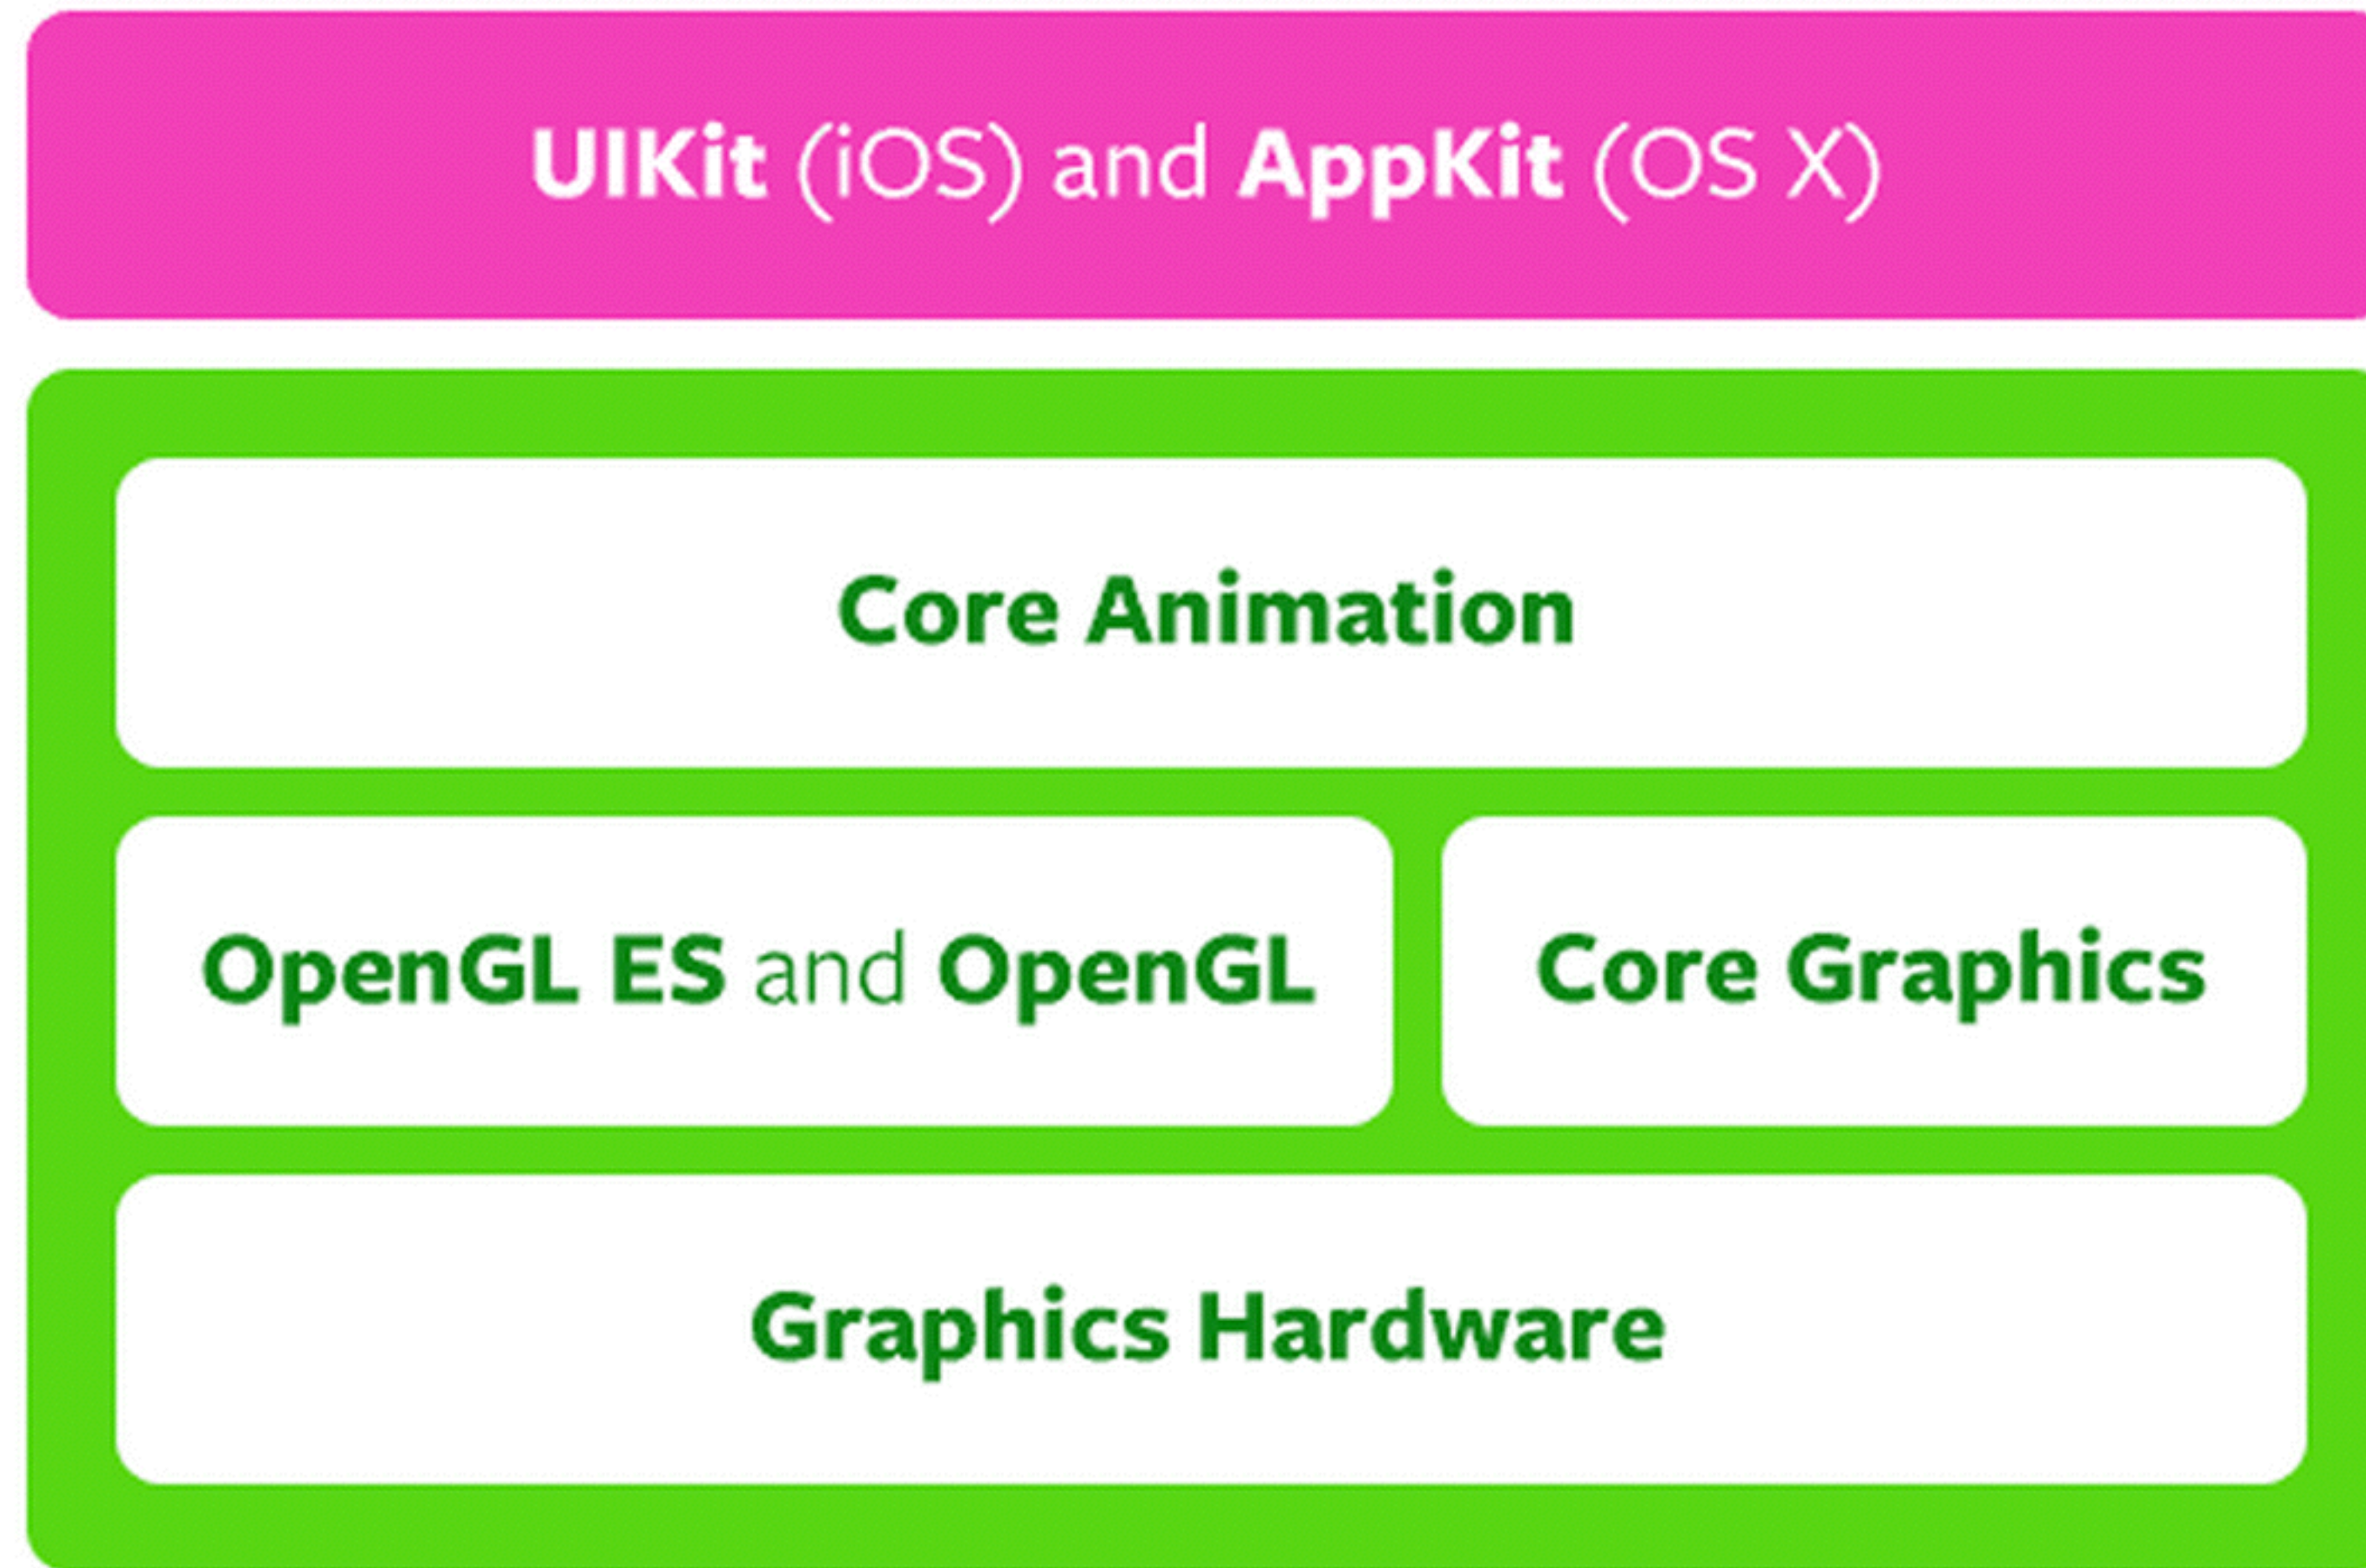 UIKit (iOS) and AppKit (OS X)
Core Animation
OpenGL ES and OpenGL
Core Graphics
Graphics Hardware